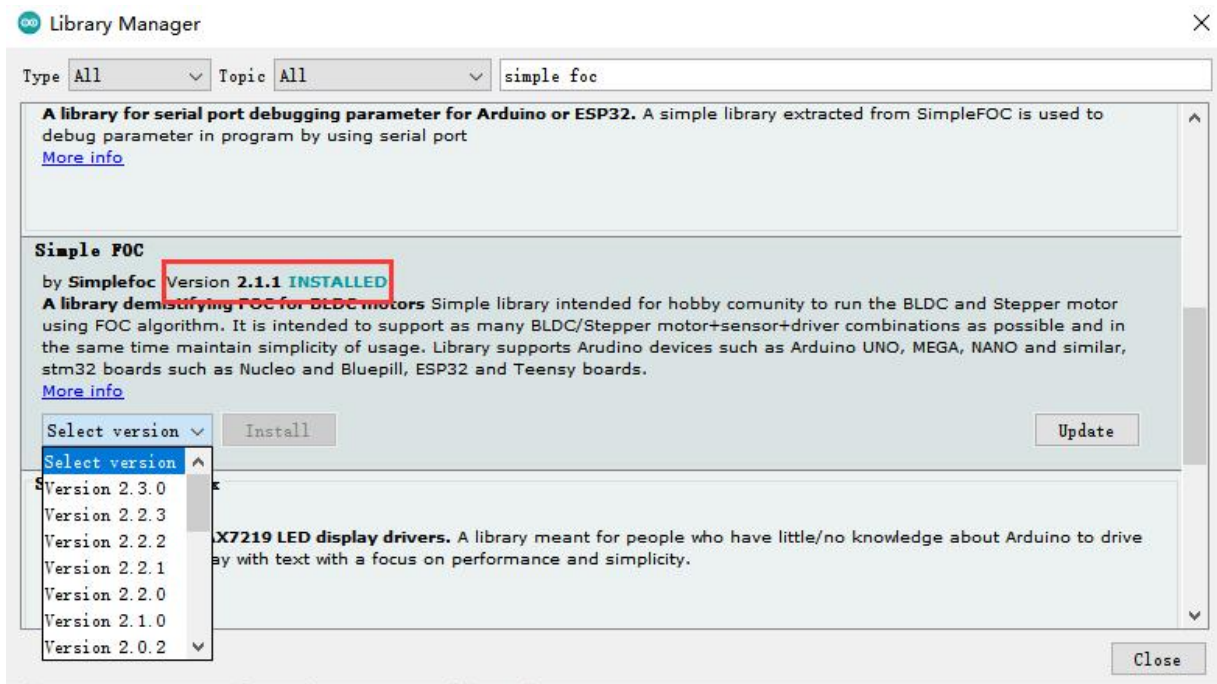 Library Manager
Type All Topic All simple foc
A library for serial port debugging parameter for Arduino or ESP32. A simple library extracted from SimpleFOC is used to
debug parameter in program by using serial port
More info
Simple FOC
by Simplefoc Version 2.1.1 INSTALLED
A library demistifying FOC for BLDC motors Simple library intended for hobby comunity to run the BLDC and Stepper motor
using FOC algorithm. It is intended to support as many BLDC/Stepper motor+sensor+driver combinations as possible and in
the same time maintain simplicity of usage. Library supports Arudino devices such as Arduino UNO, MEGA, NANO and similar,
stm32 boards such as Nucleo and Bluepill, ESP32 and Teensy boards.
More info
Select version Install Update
Select version
Version 2.3.0
Version 2.2.3
Version 2.2.2
AX7219 LED display drivers. A library meant for people who have little/no knowledge about Arduino to drive
Version 2.2.1
ay with text with a focus on performance and simplicity.
Version 2.2.0
Version 2.1.0
Version 2.0.2
Close